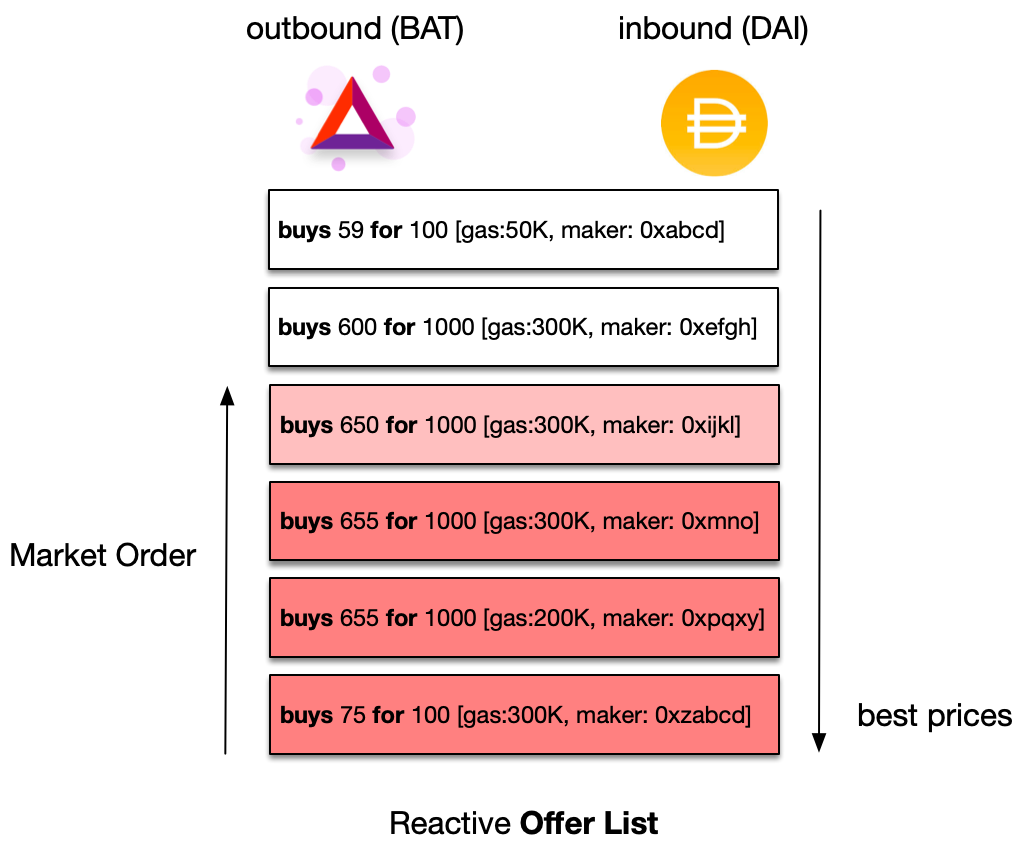 outbound (BAT) inbound (DAI)
buys 59 for 100 [gas:50K, maker: 0xabcd]
buys 600 for 1000 [gas:300K, maker: 0xefgh]
buys 650 for 1000 [gas:300K, maker: 0xijkl]
buys 655 for 1000 [gas:300K, maker: 0xmno]
Market Order
buys 655 for 1000 [gas:200K, maker: 0xpqxy]
buys 75 for 100 [gas:300K, maker: 0xzabcd]
best prices
Reactive Offer List